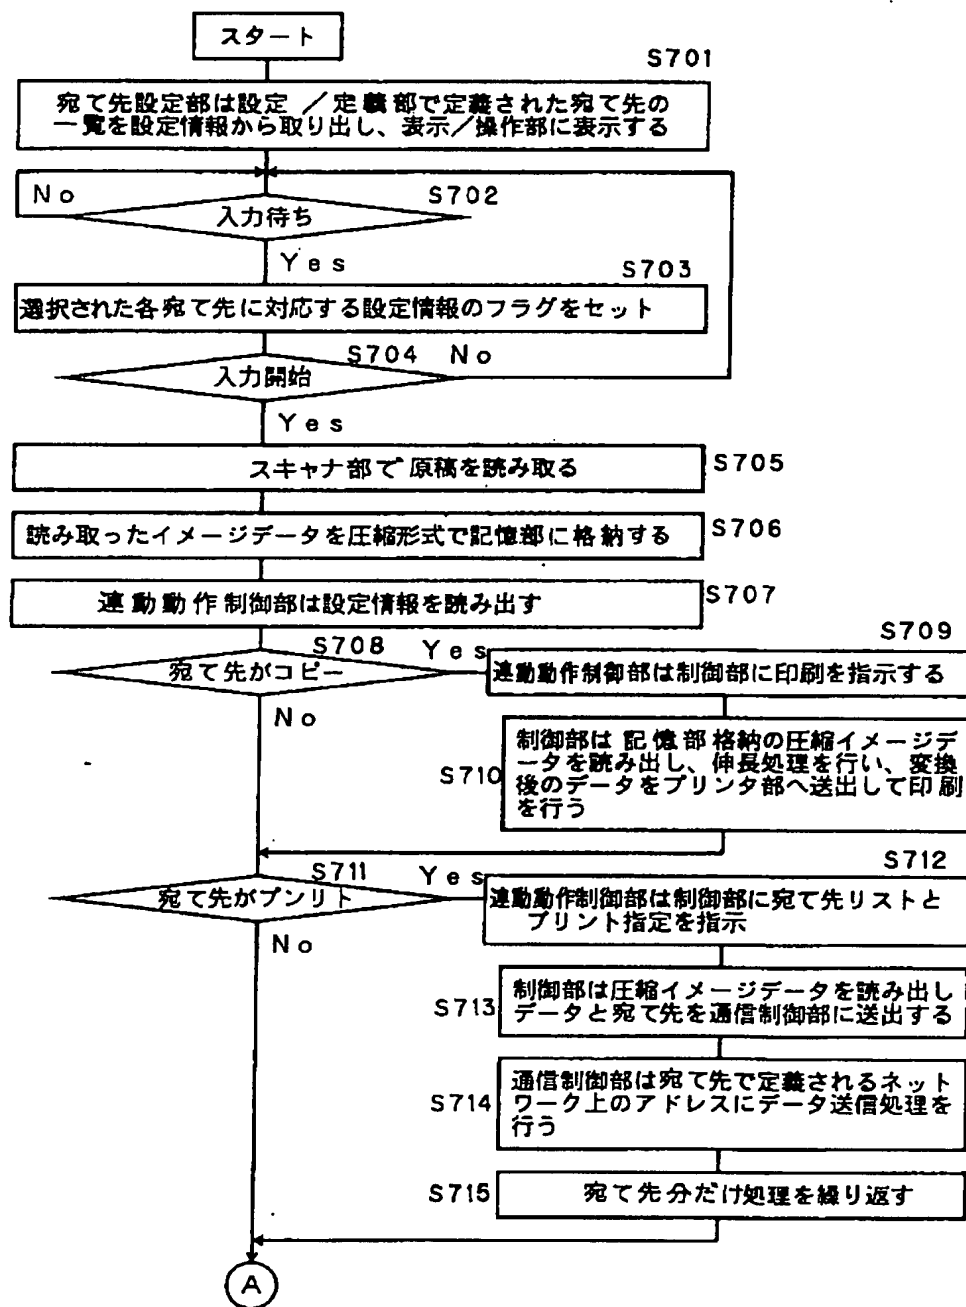 スタート
S701
宛て先設定部は設定／定義部で定義された宛て先の
一覧を設定情報から取り出し、表示／操作部に表示する
No
S702
入力待ち
Yes
S703
選択された各宛て先に対応する設定情報のフラグをセット
S704 No
入力開始
Yes
スキャナ部で原稿を読み取る
S705
読み取ったイメージデータを圧縮形式で記憶部に格納する
S706
連動動作制御部は設定情報を読み出す
S707
S708
Yes
S709
宛て先がコピー
連動動作制御部は制御部に印刷を指示する
No
S710
制御部は記憶部格納の圧縮イメージデ
ータを読み出し、伸長処理を行い、変換
後のデータをプリンタ部へ送出して印刷
を行う
S711
Yes
S712
宛て先がプンリト
連動動作制御部は制御部に宛て先リストと
プリント指定を指示
No
S713
制御部は圧縮イメージデータを読み出し
データと宛て先を通信制御部に送出する
S714
通信制御部は宛て先で定義されるネット
ワーク上のアドレスにデータ送信処理を
行う
S715
宛て先分だけ処理を繰り返す
A